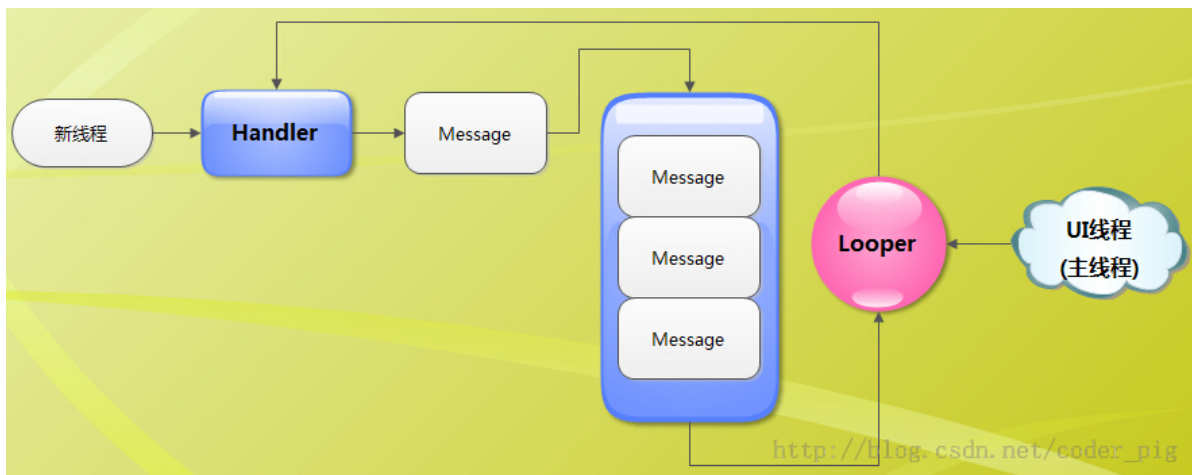 新线程
Handler
Message
Message
Message
Message
Looper
UI线程
(主线程)
http://blog.csdn.net/coder_pig